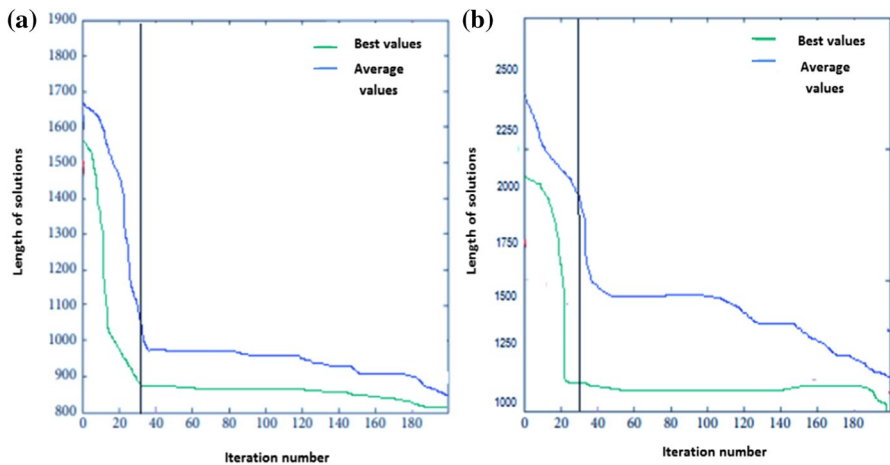 (a)
1900
1800
1700
1600
1500
1400
1300
1200
1100
1000
900
800
Length of solutions
Best values
Average
values
0 20 40 60 80 100 120 140 160 180 200
Iteration number
(b)
2500
2250
2000
1750
1500
1250
1000
Length of solutions
Best values
Average
values
0 20 40 60 80 100 120 140 160 180 200
Iteration number